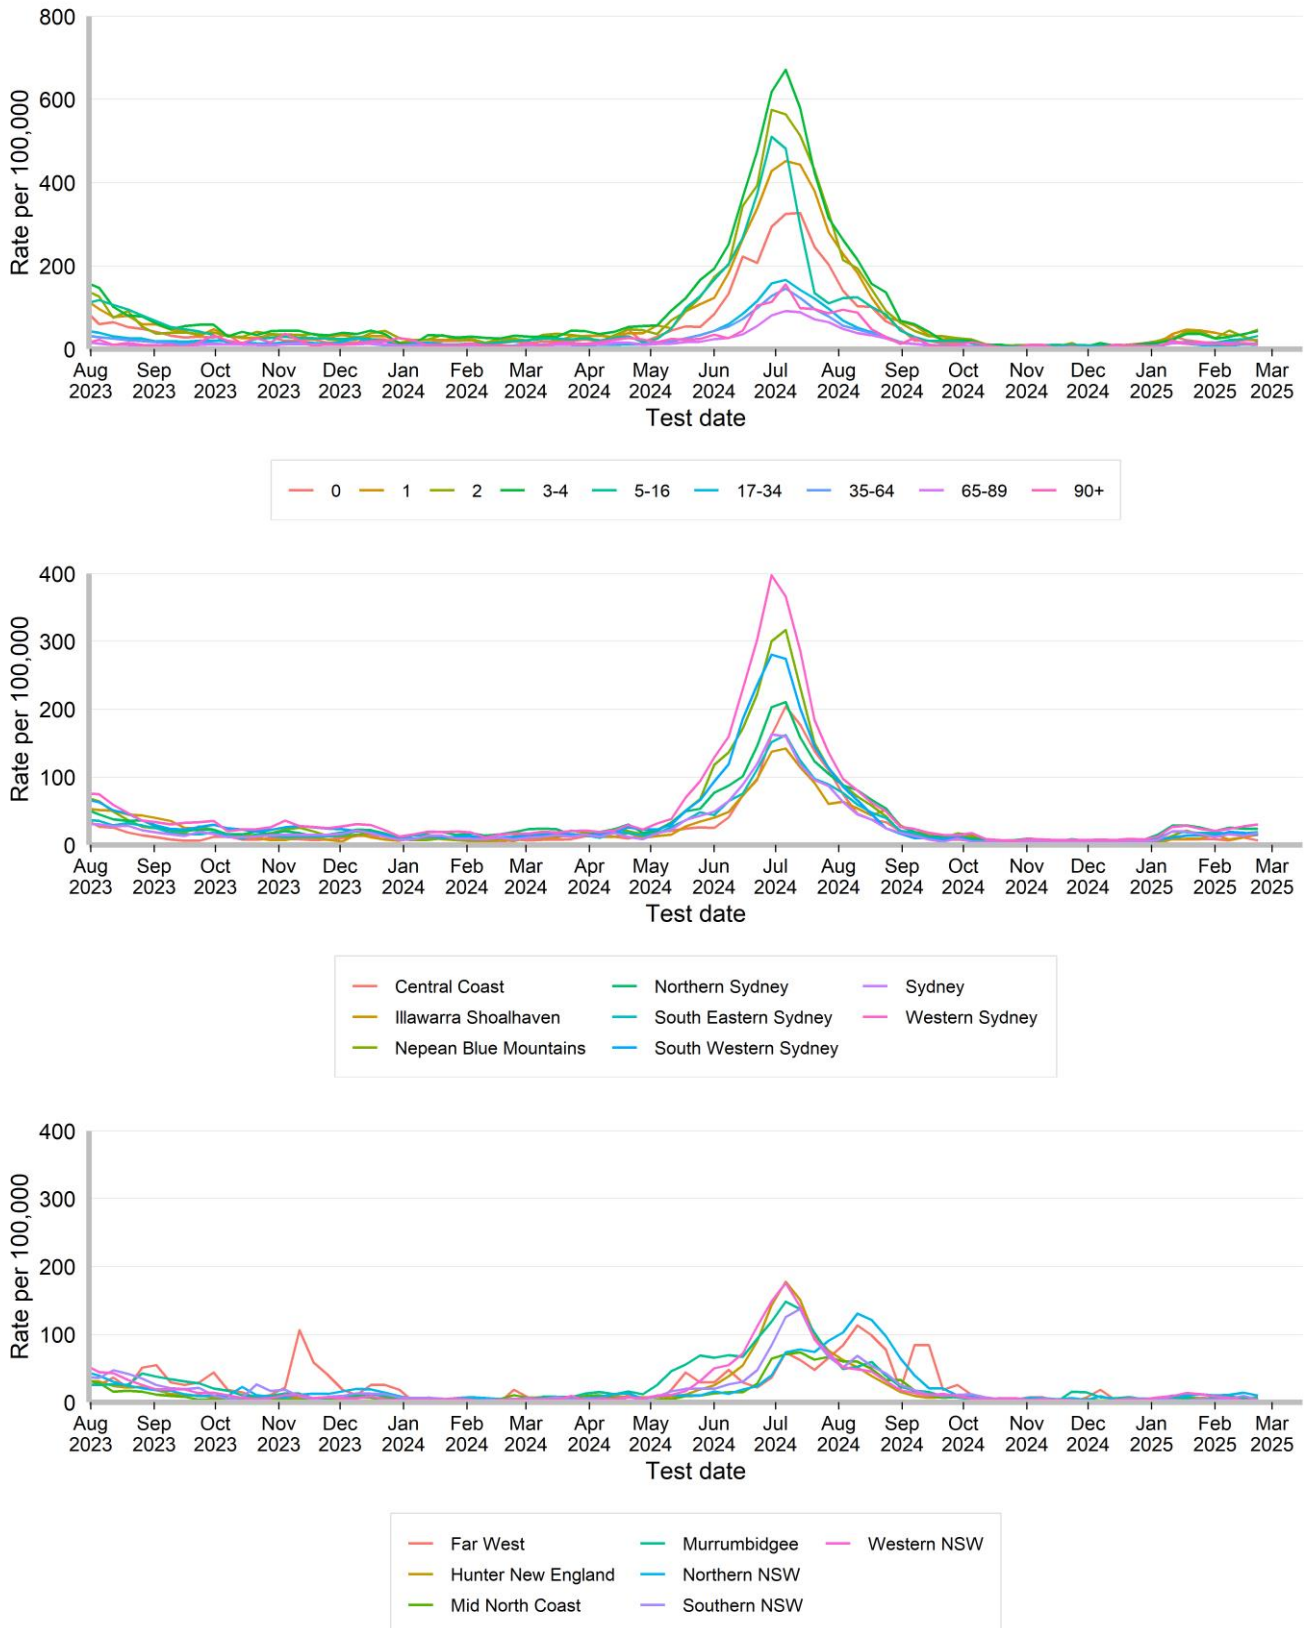 800
600
400
200
0
Rate per 100,000
Aug Sep Oct Nov Dec Jan Feb Mar Apr May Jun Jul Aug Sep Oct Nov Dec Jan Feb Mar
2023 2023 2023 2023 2023 2024 2024 2024 2024 2024 2024 2024 2024 2024 2024 2024 2024 2025 2025 2025
Test date
0 1 2 3-4 5-16 17-34 35-64 65-89 90+
400
300
200
100
0
Rate per 100,000
Aug Sep Oct Nov Dec Jan Feb Mar Apr May Jun Jul Aug Sep Oct Nov Dec Jan Feb Mar
2023 2023 2023 2023 2023 2024 2024 2024 2024 2024 2024 2024 2024 2024 2024 2024 2024 2025 2025 2025
Test date
Central Coast Northern Sydney Sydney
Illawarra Shoalhaven South Eastern Sydney Western Sydney
Nepean Blue Mountains South Western Sydney
400
300
200
100
0
Rate per 100,000
Aug Sep Oct Nov Dec Jan Feb Mar Apr May Jun Jul Aug Sep Oct Nov Dec Jan Feb Mar
2023 2023 2023 2023 2023 2024 2024 2024 2024 2024 2024 2024 2024 2024 2024 2024 2024 2025 2025 2025
Test date
Far West Murrumbidgee Western NSW
Hunter New England Northern NSW
Mid North Coast Southern NSW